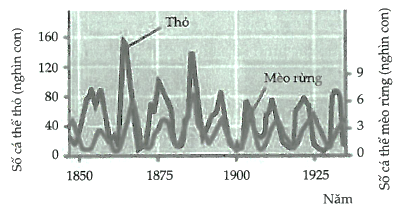 Số cá thể thỏ (nghìn con)
160
120
80
40
0
Thỏ
Mèo rừng
9
6
3
0
Số cá thể mèo rừng (nghìn con)
1850
1875
1900
1925
Năm